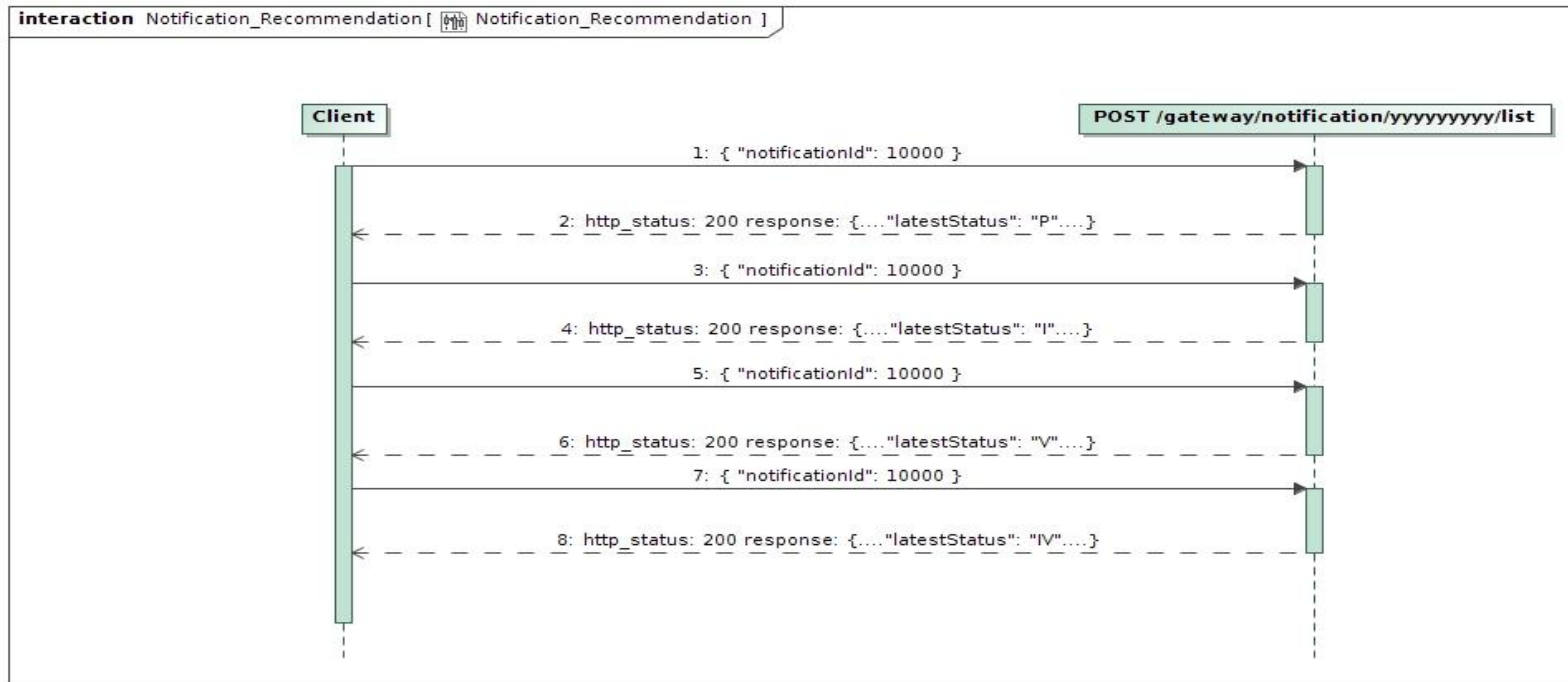 interaction Notification_Recommendation [ Notification_Recommendation ]
Client
POST /gateway/notification/yyyyyyyyy/list
1: { "notificationId": 10000 }
2: http_status: 200 response: {...."latestStatus": "P"....}
3: { "notificationId": 10000 }
4: http_status: 200 response: {...."latestStatus": "I"....}
5: { "notificationId": 10000 }
6: http_status: 200 response: {...."latestStatus": "V"....}
7: { "notificationId": 10000 }
8: http_status: 200 response: {...."latestStatus": "IV"....}